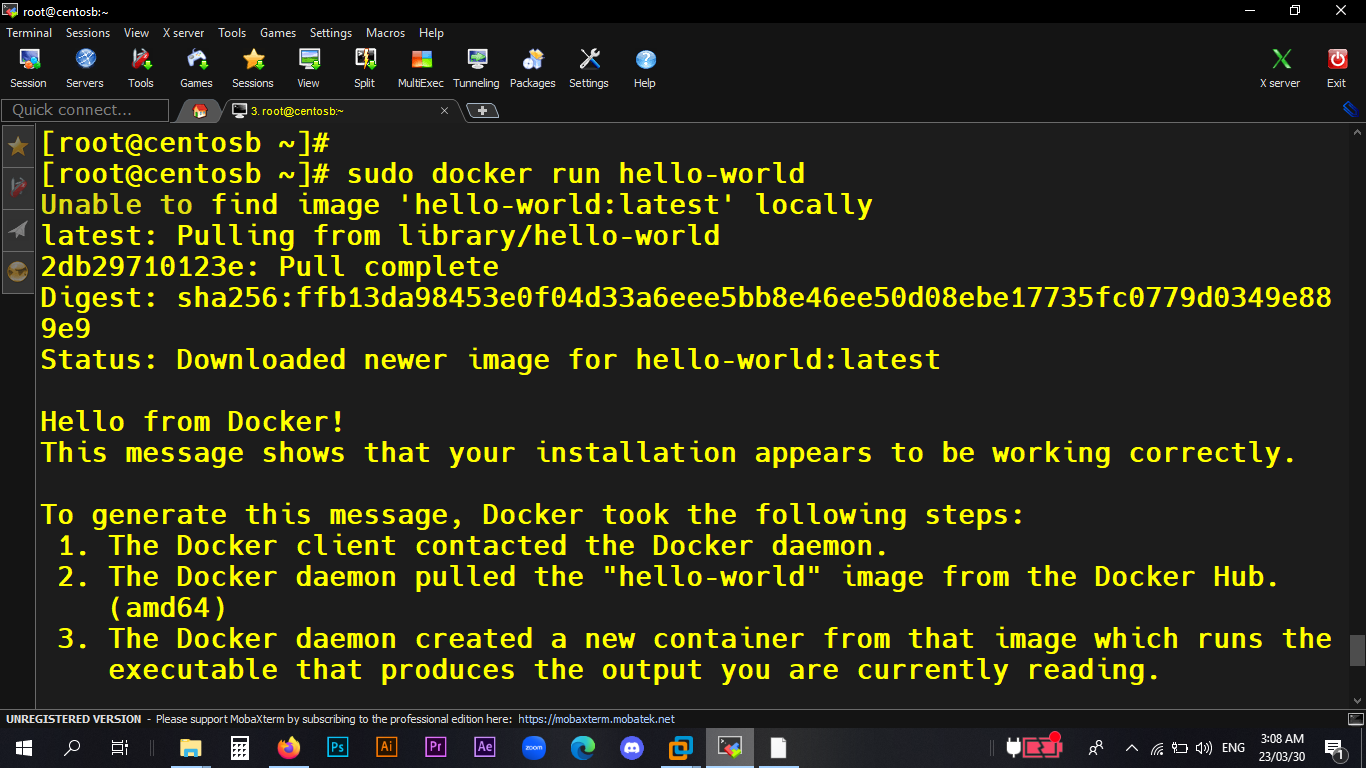 root@centosb:~
Terminal Sessions View X server Tools Games Settings Macros Help
Session Servers Tools Games Sessions View Split MultiExec Tunneling Packages Settings Help X server Exit
Quick connect... 3. root@centosb:~
[root@centosb ~]#
[root@centosb ~]# sudo docker run hello-world
Unable to find image 'hello-world:latest' locally
latest: Pulling from library/hello-world
2db29710123e: Pull complete
Digest: sha256:ffb13da98453e0f04d33a6eee5bb8e46ee50d08ebe17735fc0779d0349e88
9e9
Status: Downloaded newer image for hello-world:latest
Hello from Docker!
This message shows that your installation appears to be working correctly.
To generate this message, Docker took the following steps:
1. The Docker client contacted the Docker daemon.
2. The Docker daemon pulled the "hello-world" image from the Docker Hub.
(amd64)
3. The Docker daemon created a new container from that image which runs the
executable that produces the output you are currently reading.
UNREGISTERED VERSION - Please support MobaXterm by subscribing to the professional edition here: https://mobaxterm.mobatek.net
Ps Ai Pr Ae zoom ENG 3:08 AM
23/03/30 1